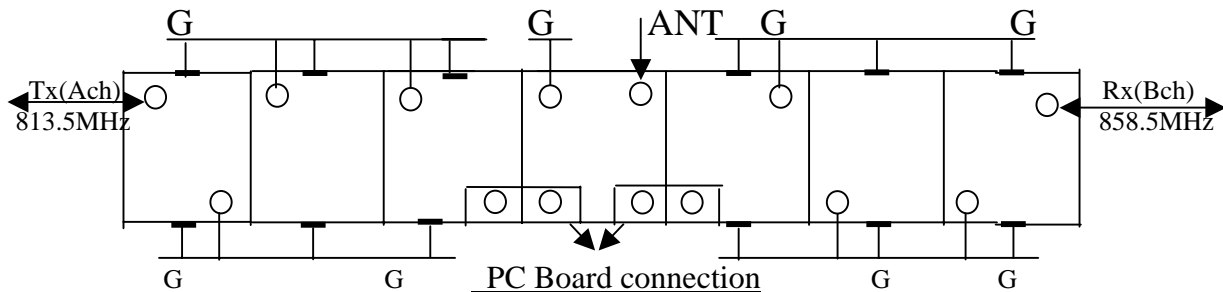 G G ANT G G
Tx(Ach) Rx(Bch)
813.5MHz 858.5MHz
G G PC Board connection G G